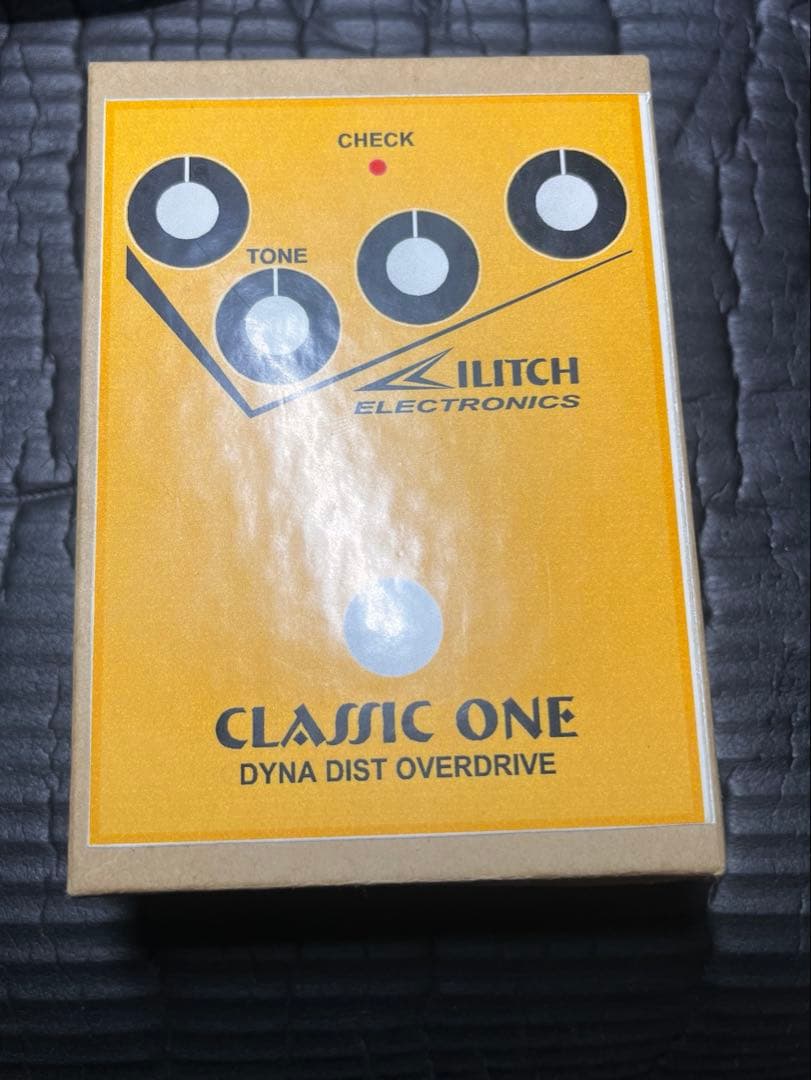 CHECK
TONE
ILITCH
ELECTRONICS
CLASSIC ONE
DYNA DIST OVERDRIVE